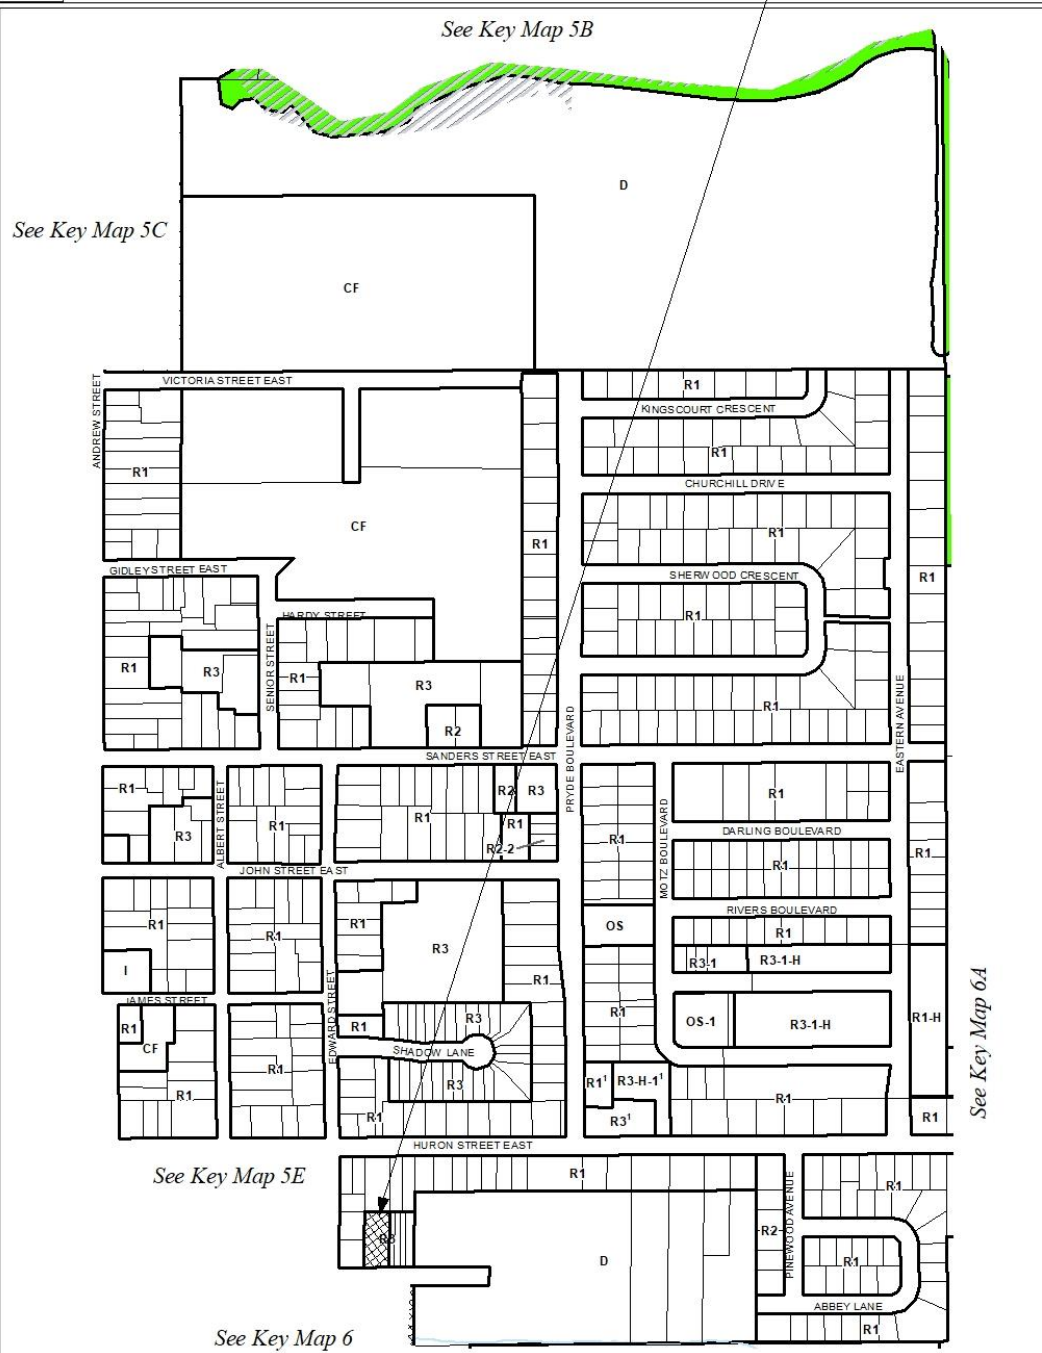 See Key Map 5B
D
See Key Map 5C
CF
VICTORIA STREET EAST
ANDREW STREET
R1
KINGSCOURT CRESCENT
R1
R1
CHURCHILL DRIVE
CF
R1
R1
GIDLEY STREET EAST
SHERWOOD CRESCENT
R1
HARDY STREET
R1
SENIOR STREET
R1
R3
R1
R3
R2
R1
EASTERN AVENUE
PRYDE BOULEVARD
SANDERS STREET EAST
R1
R2
R3
R1
ALBERT STREET
R3
R1
R1
R1
R2-2
R1
MOTZ BOULEVARD
DARLING BOULEVARD
R1
R1
JOHN STREET EAST
RIVERS BOULEVARD
R1
R1
R1
R3
OS
R1
R3-1
R3-1-H
I
R1
JAMES STREET
EDWARD STREET
R1
R1
R3
R1
OS-1
R3-1-H
R1-H
See Key Map 6A
CF
SHADOW LANE
R1
R3
R1
R1
R1¹
R3-H-1¹
R3¹
R1
R1
HURON STREET EAST
See Key Map 5E
R1
R1
PINEWOOD AVENUE
R2
R3
D
R1
ABBEY LANE
R1
See Key Map 6